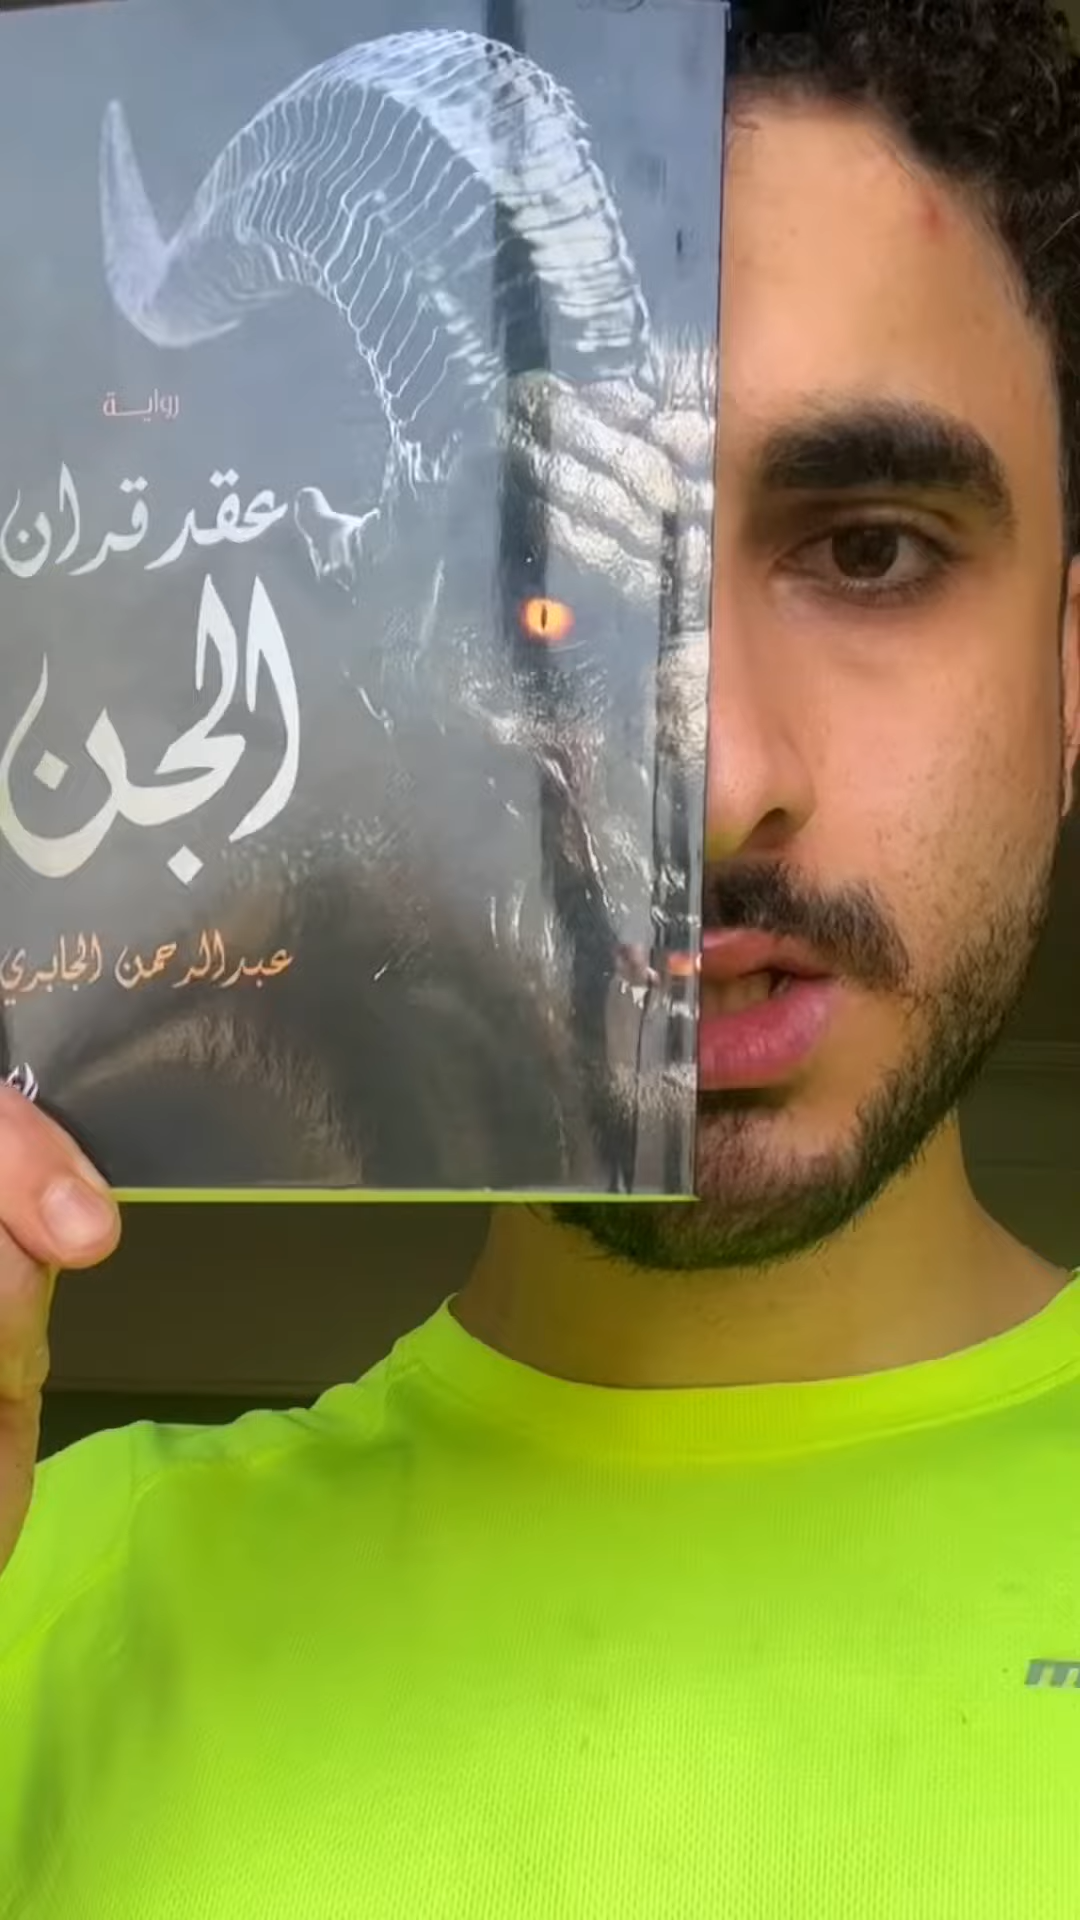 رواية
عقد قران
الجن
عبدالرحمن الجابري